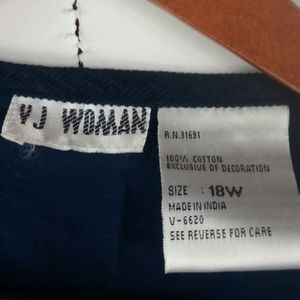 VJ WOMAN
R.N.31691
100% COTTON
EXCLUSIVE OF DECORATION
SIZE : 18W
MADE IN INDIA
V-6620
SEE REVERSE FOR CARE